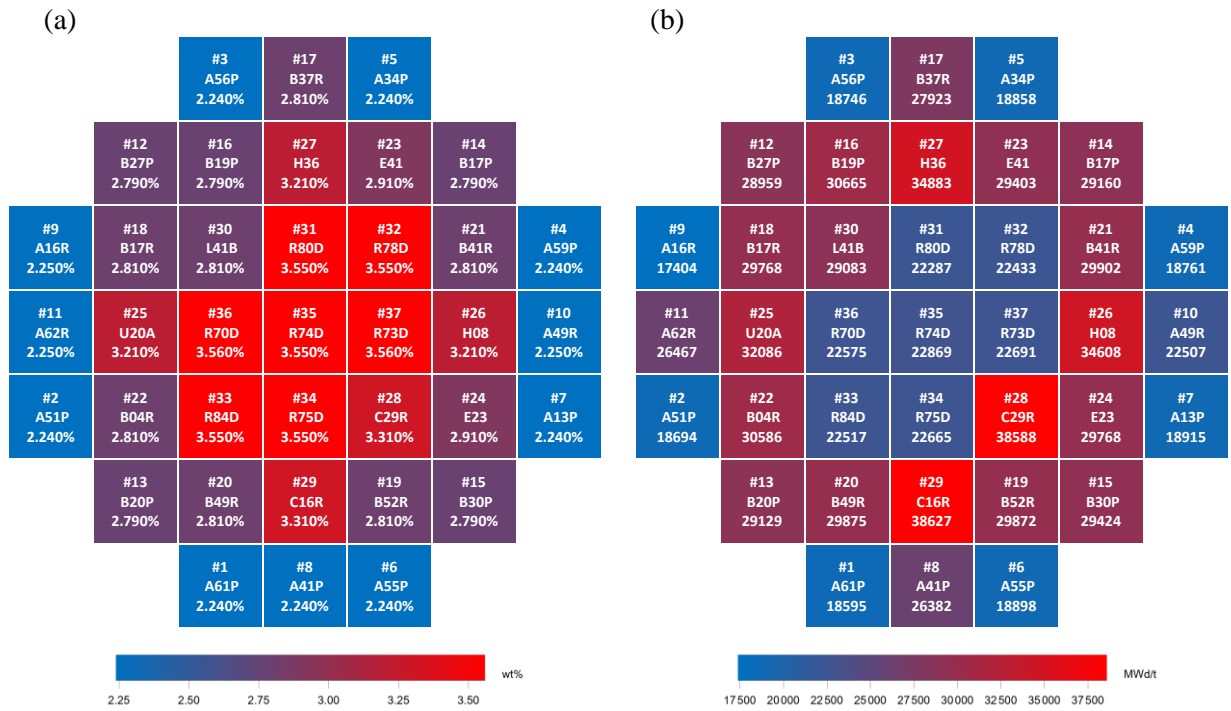 (a)
#3
A56P
2.240%
#17
B37R
2.810%
#5
A34P
2.240%
#12
B27P
2.790%
#16
B19P
2.790%
#27
H36
3.210%
#23
E41
2.910%
#14
B17P
2.790%
#9
A16R
2.250%
#18
B17R
2.810%
#30
L41B
2.810%
#31
R80D
3.550%
#32
R78D
3.550%
#21
B41R
2.810%
#4
A59P
2.240%
#11
A62R
2.250%
#25
U20A
3.210%
#36
R70D
3.560%
#35
R74D
3.550%
#37
R73D
3.560%
#26
H08
3.210%
#10
A49R
2.250%
#2
A51P
2.240%
#22
B04R
2.810%
#33
R84D
3.550%
#34
R75D
3.550%
#28
C29R
3.310%
#24
E23
2.910%
#7
A13P
2.240%
#13
B20P
2.790%
#20
B49R
2.810%
#29
C16R
3.310%
#19
B52R
2.810%
#15
B30P
2.790%
#1
A61P
2.240%
#8
A41P
2.240%
#6
A55P
2.240%
wt%
2.25 2.50 2.75 3.00 3.25 3.50
(b)
#3
A56P
18746
#17
B37R
27923
#5
A34P
18858
#12
B27P
28959
#16
B19P
30665
#27
H36
34883
#23
E41
29403
#14
B17P
29160
#9
A16R
17404
#18
B17R
29768
#30
L41B
29083
#31
R80D
22287
#32
R78D
22433
#21
B41R
29902
#4
A59P
18761
#11
A62R
26467
#25
U20A
32086
#36
R70D
22575
#35
R74D
22869
#37
R73D
22691
#26
H08
34608
#10
A49R
22507
#2
A51P
18694
#22
B04R
30586
#33
R84D
22517
#34
R75D
22665
#28
C29R
38588
#24
E23
29768
#7
A13P
18915
#13
B20P
29129
#20
B49R
29875
#29
C16R
38627
#19
B52R
29872
#15
B30P
29424
#1
A61P
18595
#8
A41P
26382
#6
A55P
18898
MWd/t
17500 20000 22500 25000 27500 30000 32500 35000 37500